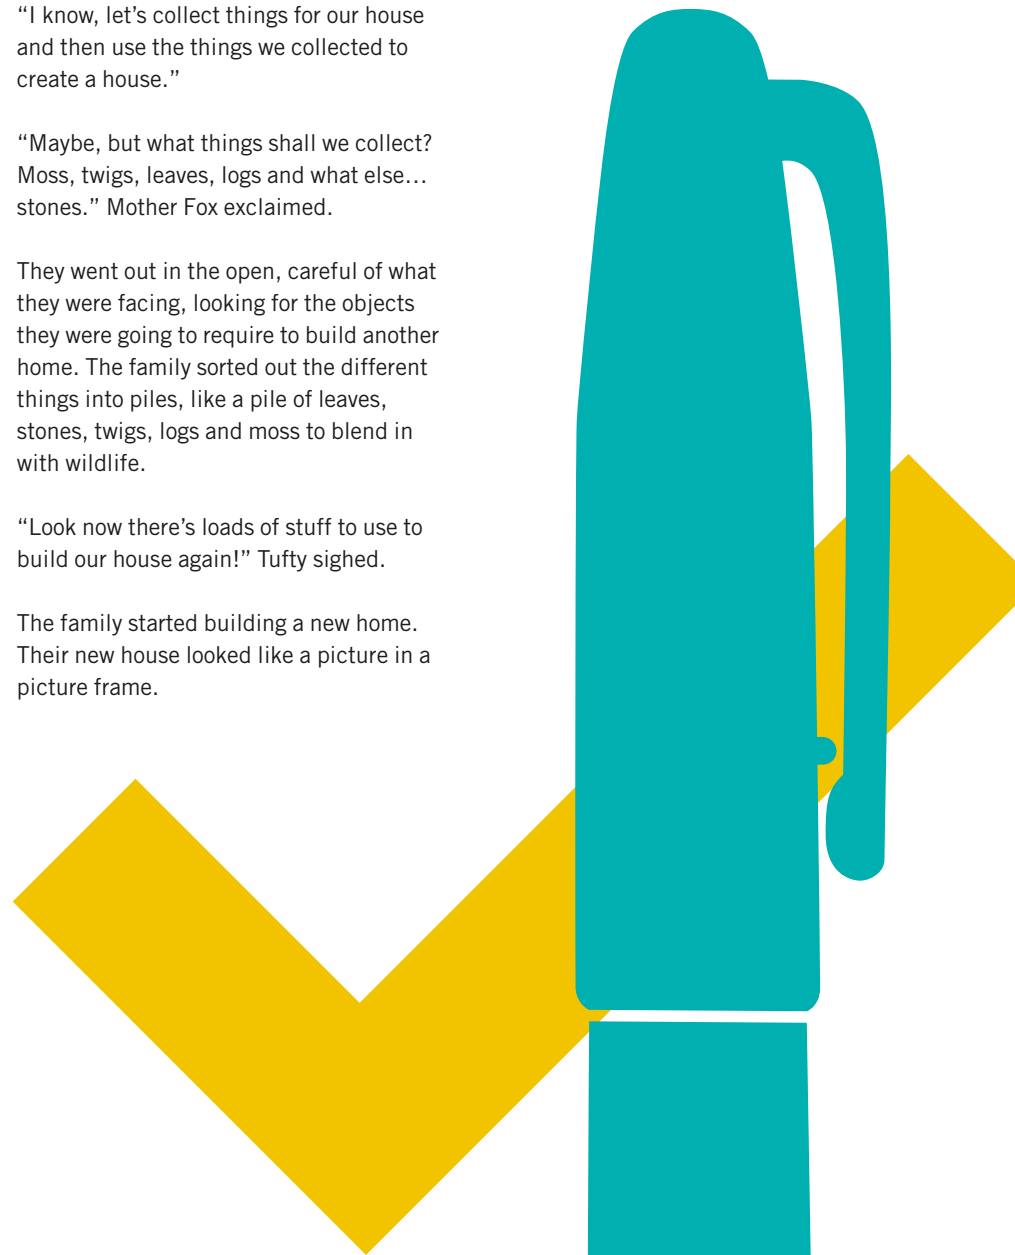 “I know, let’s collect things for our house
and then use the things we collected to
create a house.”
“Maybe, but what things shall we collect?
Moss, twigs, leaves, logs and what else…
stones.” Mother Fox exclaimed.
They went out in the open, careful of what
they were facing, looking for the objects
they were going to require to build another
home. The family sorted out the different
things into piles, like a pile of leaves,
stones, twigs, logs and moss to blend in
with wildlife.
“Look now there’s loads of stuff to use to
build our house again!” Tufty sighed.
The family started building a new home.
Their new house looked like a picture in a
picture frame.